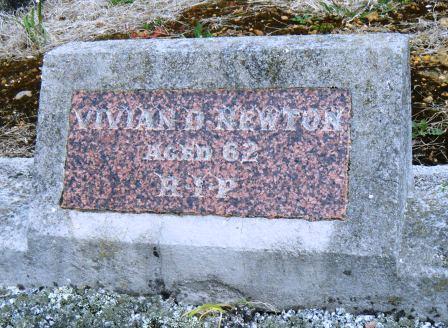 VIVIAN D. NEWTON
AGED 62
R.I.P.